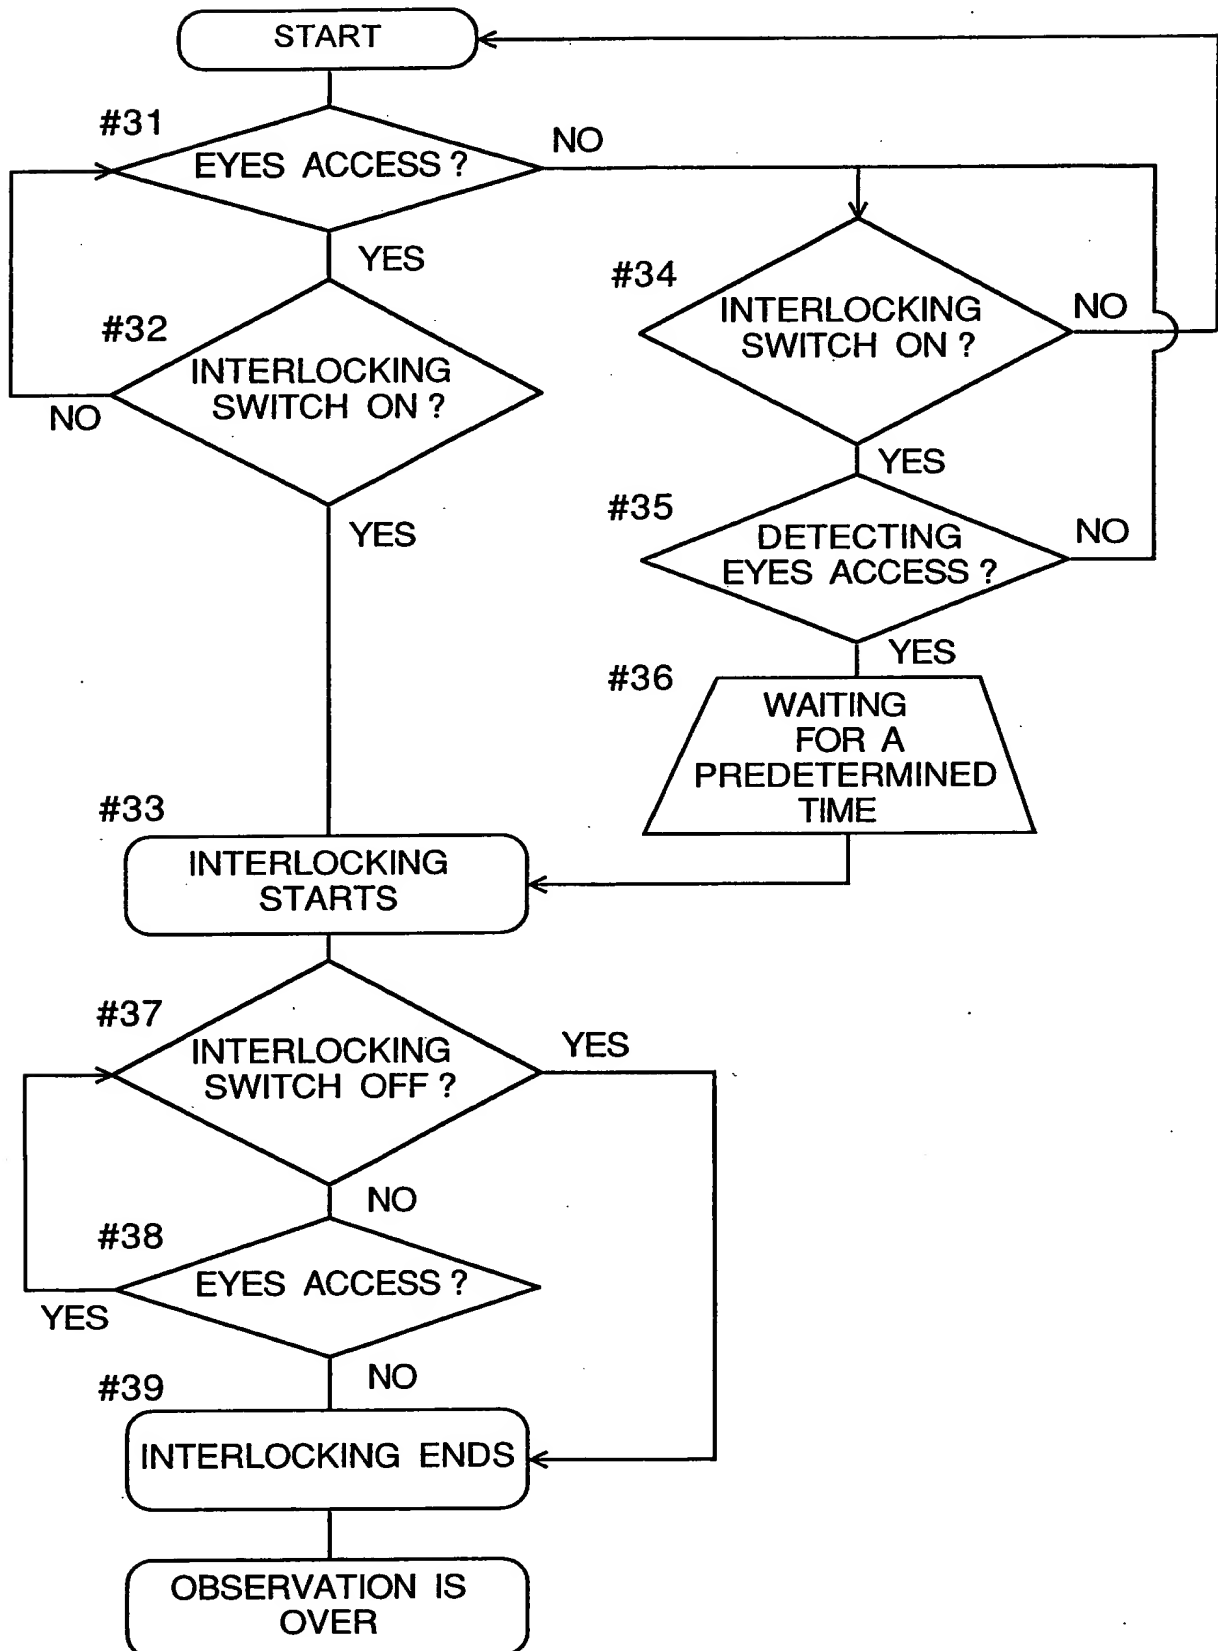 START
#31
EYES ACCESS ?
NO
YES
#32
INTERLOCKING
SWITCH ON ?
NO
YES
#34
INTERLOCKING
SWITCH ON ?
NO
YES
#35
DETECTING
EYES ACCESS ?
NO
YES
#36
WAITING
FOR A
PREDETERMINED
TIME
#33
INTERLOCKING
STARTS
#37
INTERLOCKING
SWITCH OFF ?
YES
NO
#38
EYES ACCESS ?
YES
NO
#39
INTERLOCKING ENDS
OBSERVATION IS
OVER